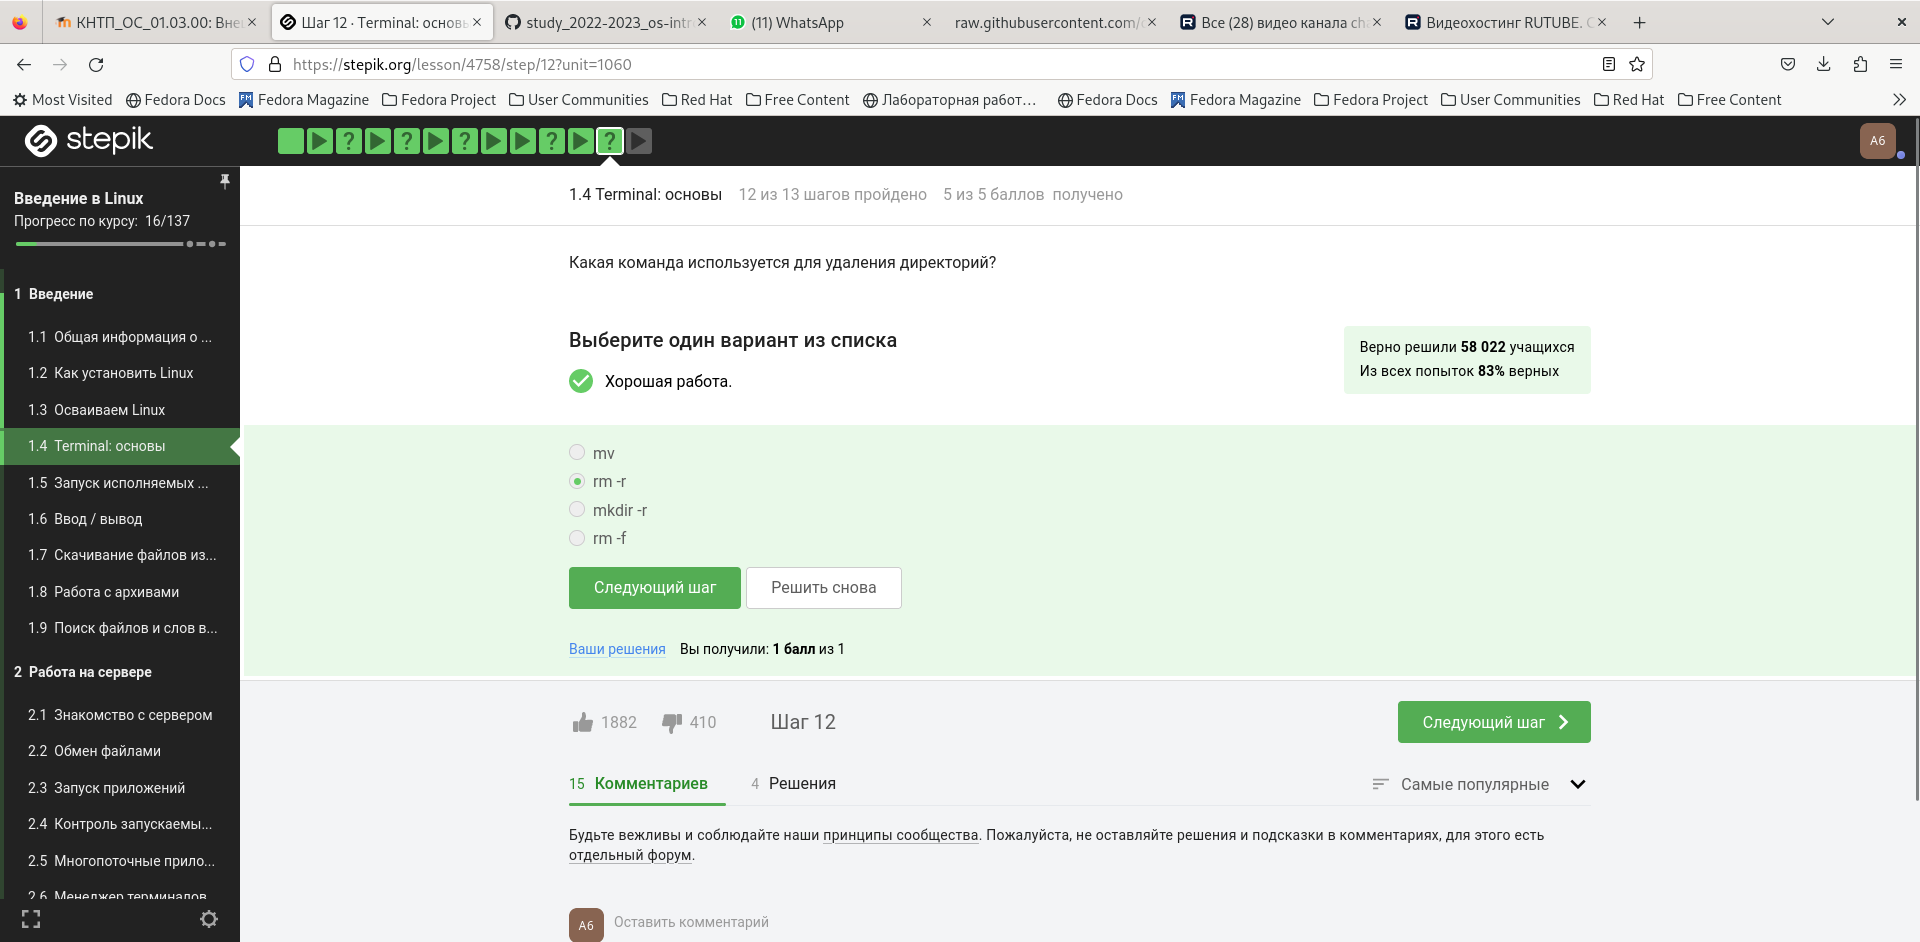 КНТП_ОС_01.03.00: Вне
Шаг 12 · Terminal: основ
study_2022-2023_os-intr
(11) WhatsApp
raw.githubusercontent.com/
Все (28) видео канала ch
Видеохостинг RUTUBE. С
https://stepik.org/lesson/4758/step/12?unit=1060
Most Visited
Fedora Docs
Fedora Magazine
Fedora Project
User Communities
Red Hat
Free Content
Лабораторная работ...
Fedora Docs
Fedora Magazine
Fedora Project
User Communities
Red Hat
Free Content
stepik
A6
Введение в Linux
Прогресс по курсу: 16/137
1 Введение
1.1 Общая информация о ...
1.2 Как установить Linux
1.3 Осваиваем Linux
1.4 Terminal: основы
1.5 Запуск исполняемых ...
1.6 Ввод / вывод
1.7 Скачивание файлов из...
1.8 Работа с архивами
1.9 Поиск файлов и слов в...
2 Работа на сервере
2.1 Знакомство с сервером
2.2 Обмен файлами
2.3 Запуск приложений
2.4 Контроль запускаемы...
2.5 Многопоточные прило...
2.6 Менеджер терминалов
1.4 Terminal: основы 12 из 13 шагов пройдено 5 из 5 баллов получено
Какая команда используется для удаления директорий?
Выберите один вариант из списка
Хорошая работа.
Верно решили 58 022 учащихся
Из всех попыток 83% верных
mv
rm -r
mkdir -r
rm -f
Следующий шаг
Решить снова
Ваши решения Вы получили: 1 балл из 1
1882
410
Шаг 12
Следующий шаг
15 Комментариев
4 Решения
Самые популярные
Будьте вежливы и соблюдайте наши принципы сообщества. Пожалуйста, не оставляйте решения и подсказки в комментариях, для этого есть
отдельный форум.
A6
Оставить комментарий